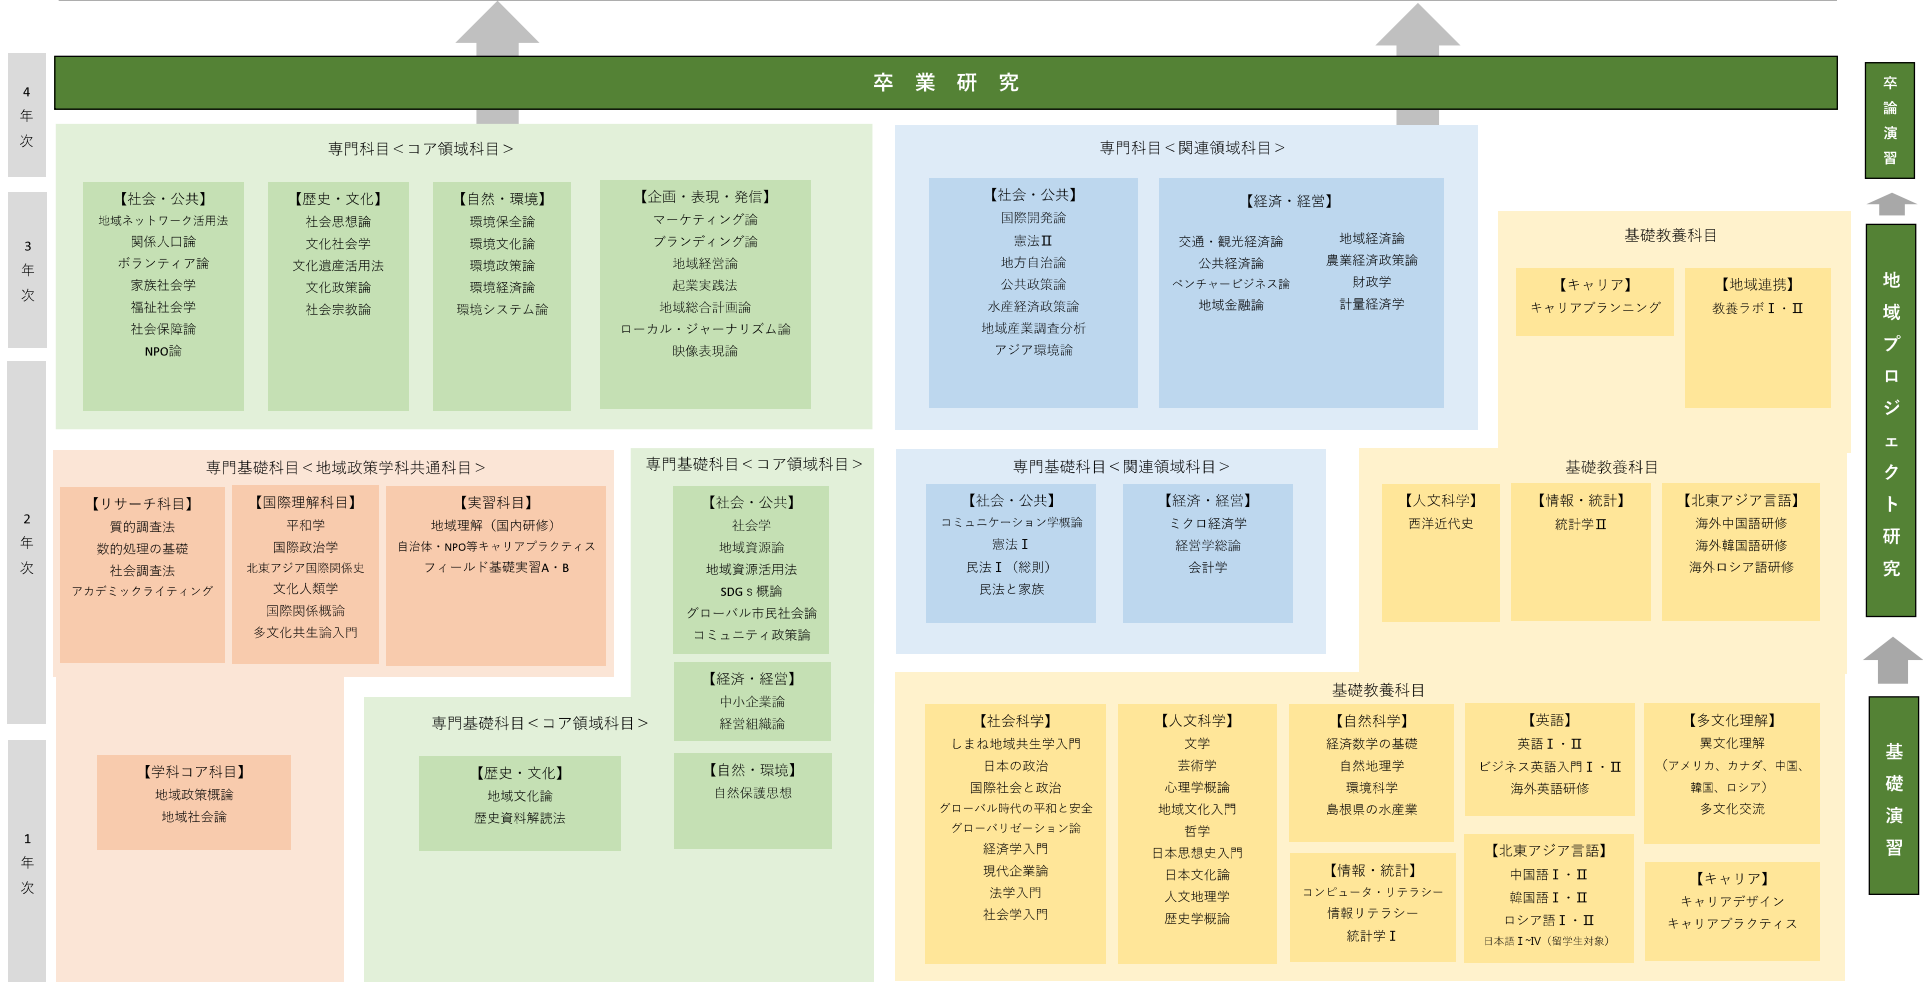 卒業研究
4年次
3年次
2年次
1年次
専門科目＜コア領域科目＞
【社会・公共】
地域ネットワーク活用法
関係人口論
ボランティア論
家族社会学
福祉社会学
社会保障論
NPO論
【歴史・文化】
社会思想論
文化社会学
文化遺産活用法
文化政策論
社会宗教論
【自然・環境】
環境保全論
環境文化論
環境政策論
環境経済論
環境システム論
【企画・表現・発信】
マーケティング論
ブランディング論
地域経営論
起業実践法
地域総合計画論
ローカル・ジャーナリズム論
映像表現論
専門科目＜関連領域科目＞
【社会・公共】
国際開発論
憲法Ⅱ
地方自治論
公共政策論
水産経済政策論
地域産業調査分析
アジア環境論
【経済・経営】
交通・観光経済論
公共経済論
ベンチャービジネス論
地域金融論
地域経済論
農業経済政策論
財政学
計量経済学
基礎教養科目
【キャリア】
キャリアプランニング
【地域連携】
教養ラボⅠ・Ⅱ
専門基礎科目＜地域政策学科共通科目＞
【リサーチ科目】
質的調査法
数的処理の基礎
社会調査法
アカデミックライティング
【国際理解科目】
平和学
国際政治学
北東アジア国際関係史
文化人類学
国際関係概論
多文化共生論入門
【実習科目】
地域理解（国内研修）
自治体・NPO等キャリアプラクティス
フィールド基礎実習A・B
【学科コア科目】
地域政策概論
地域社会論
専門基礎科目＜コア領域科目＞
【社会・公共】
社会学
地域資源論
地域資源活用法
SDGｓ概論
グローバル市民社会論
コミュニティ政策論
【経済・経営】
中小企業論
経営組織論
【自然・環境】
自然保護思想
専門基礎科目＜コア領域科目＞
【歴史・文化】
地域文化論
歴史資料解読法
専門基礎科目＜関連領域科目＞
【社会・公共】
コミュニケーション学概論
憲法Ⅰ
民法Ⅰ（総則）
民法と家族
【経済・経営】
ミクロ経済学
経営学総論
会計学
基礎教養科目
【人文科学】
西洋近代史
【情報・統計】
統計学Ⅱ
【北東アジア言語】
海外中国語研修
海外韓国語研修
海外ロシア語研修
基礎教養科目
【社会科学】
しまね地域共生学入門
日本の政治
国際社会と政治
グローバル時代の平和と安全
グローバリゼーション論
経済学入門
現代企業論
法学入門
社会学入門
【人文科学】
文学
芸術学
心理学概論
地域文化入門
哲学
日本思想史入門
日本文化論
人文地理学
歴史学概論
【自然科学】
経済数学の基礎
自然地理学
環境科学
島根県の水産業
【情報・統計】
コンピュータ・リテラシー
情報リテラシー
統計学Ⅰ
【英語】
英語Ⅰ・Ⅱ
ビジネス英語入門Ⅰ・Ⅱ
海外英語研修
【北東アジア言語】
中国語Ⅰ・Ⅱ
韓国語Ⅰ・Ⅱ
ロシア語Ⅰ・Ⅱ
日本語Ⅰ~Ⅳ（留学生対象）
【多文化理解】
異文化理解
（アメリカ、カナダ、中国、
韓国、ロシア）
多文化交流
【キャリア】
キャリアデザイン
キャリアプラクティス
卒論演習
地域プロジェクト研究
基礎演習